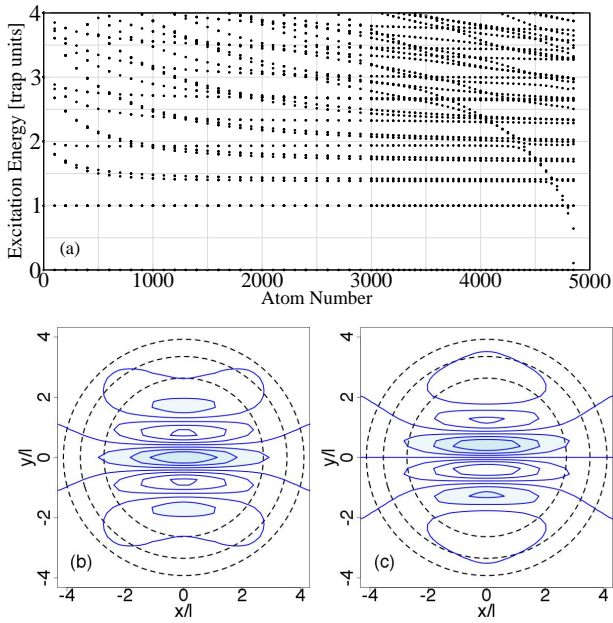 Excitation Energy [trap units]
4
3
2
1
0
(a)
0 1000 2000 3000 4000 5000
Atom Number
4
2
0
-2
-4
y/l
(b)
-4 -2 0 2 4
x/l
4
2
0
-2
-4
y/l
(c)
-4 -2 0 2 4
x/l